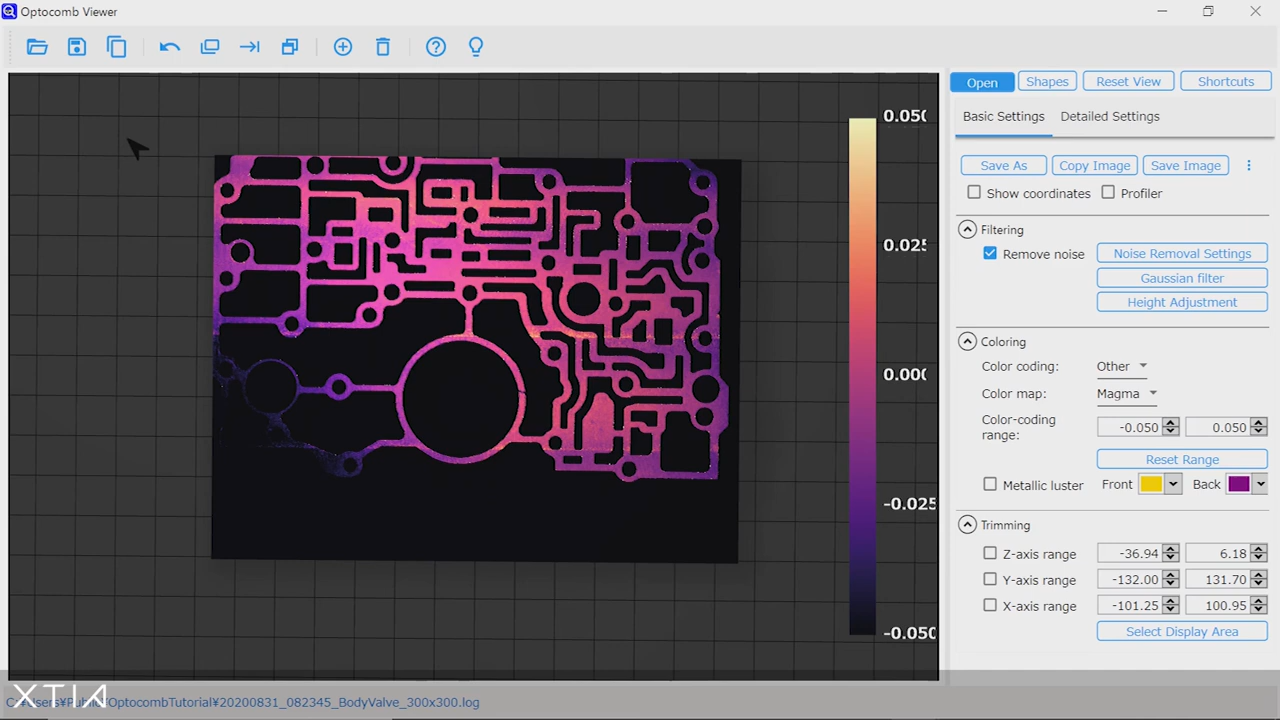 Optocomb Viewer
Open Shapes Reset View Shortcuts
Basic Settings Detailed Settings
Save As Copy Image Save Image
Show coordinates Profiler
Filtering
Remove noise Noise Removal Settings
Gaussian filter
Height Adjustment
Coloring
Color coding: Other
Color map: Magma
Color-coding range: -0.050 0.050
Reset Range
Metallic luster Front Back
Trimming
Z-axis range -36.94 6.18
Y-axis range -132.00 131.70
X-axis range -101.25 100.95
Select Display Area
0.050
0.025
0.000
-0.025
-0.050
XTIA
C:¥Users¥Public¥OptocombTutorial¥20200831_082345_BodyValve_300x300.log